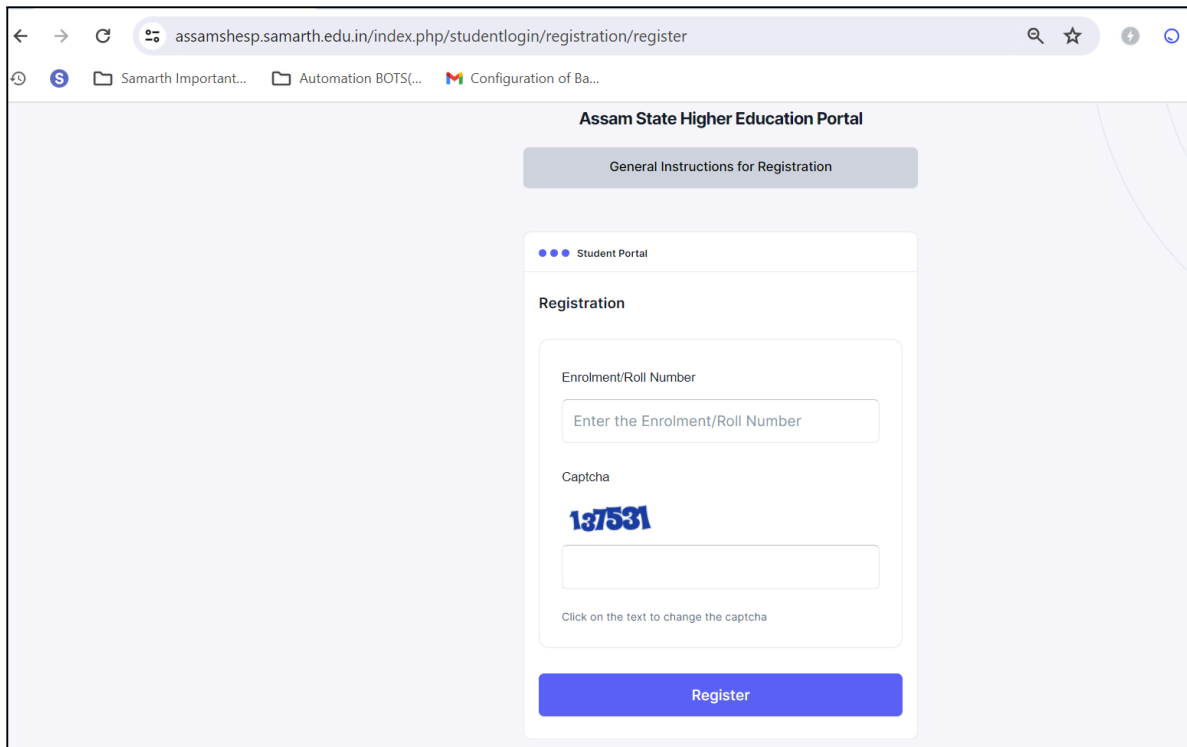 assamshesp.samarth.edu.in/index.php/studentlogin/registration/register
S Samarth Important... Automation BOTS(... Configuration of Ba...
Assam State Higher Education Portal
General Instructions for Registration
Student Portal
Registration
Enrolment/Roll Number
Enter the Enrolment/Roll Number
Captcha
137531
Click on the text to change the captcha
Register